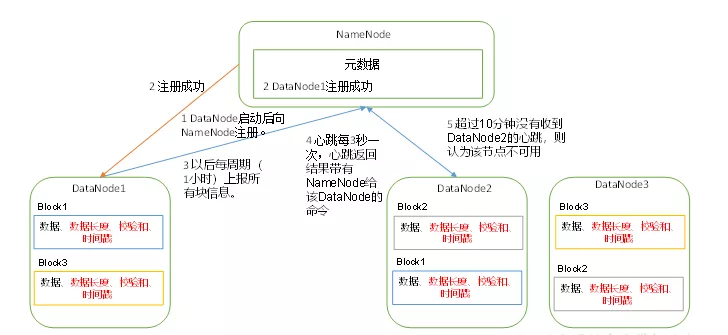 NameNode
元数据
2 DataNode1注册成功
2 注册成功
1 DataNode启动后向
NameNode注册。
3 以后每周期（
1小时）上报所
有块信息。
4 心跳每3秒一
次，心跳返回
结果带有
NameNode给
该DataNode的
命令
5 超过10分钟没有收到
DataNode2的心跳，则
认为该节点不可用
DataNode1
Block1
数据、数据长度、校验和、
时间戳
Block3
数据、数据长度、校验和、
时间戳
DataNode2
Block2
数据、数据长度、校验和、
时间戳
Block1
数据、数据长度、校验和、
时间戳
DataNode3
Block3
数据、数据长度、校验和、
时间戳
Block2
数据、数据长度、校验和、
时间戳